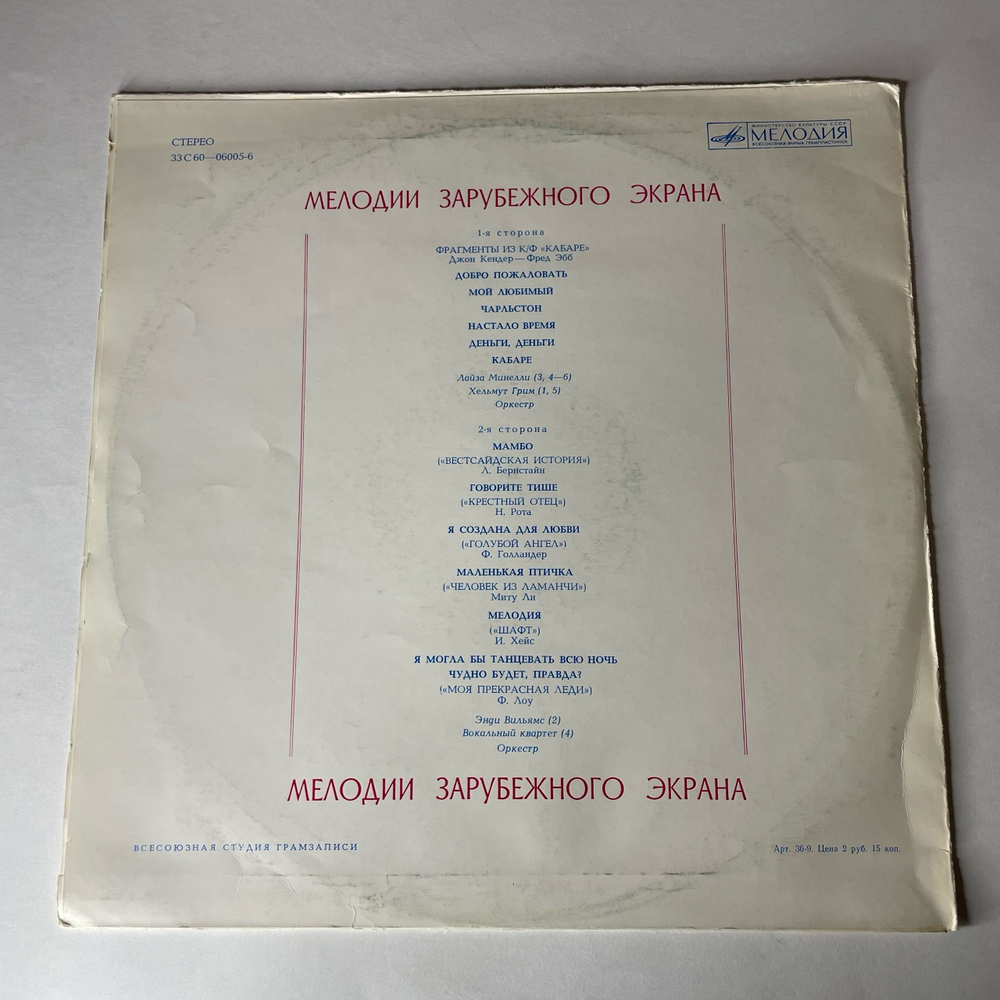 СТЕРЕО
33 С 60—06005-6
МИНИСТЕРСТВО КУЛЬТУРЫ СССР
МЕЛОДИЯ
ВСЕСОЮЗНАЯ ФИРМА ГРАМПЛАСТИНОК
МЕЛОДИИ ЗАРУБЕЖНОГО ЭКРАНА
1-я сторона
ФРАГМЕНТЫ ИЗ К/Ф «КАБАРЕ»
Джон Кендер — Фред Эбб
ДОБРО ПОЖАЛОВАТЬ
МОЙ ЛЮБИМЫЙ
ЧАРЛЬСТОН
НАСТАЛО ВРЕМЯ
ДЕНЬГИ, ДЕНЬГИ
КАБАРЕ
Лайза Минелли (3, 4—6)
Хельмут Грим (1, 5)
Оркестр
2-я сторона
МАМБО
(«ВЕСТСАЙДСКАЯ ИСТОРИЯ»)
Л. Бернстайн
ГОВОРИТЕ ТИШЕ
(«КРЕСТНЫЙ ОТЕЦ»)
Н. Рота
Я СОЗДАНА ДЛЯ ЛЮБВИ
(«ГОЛУБОЙ АНГЕЛ»)
Ф. Голландер
МАЛЕНЬКАЯ ПТИЧКА
(«ЧЕЛОВЕК ИЗ ЛАМАНЧИ»)
Миту Ли
МЕЛОДИЯ
(«ШАФТ»)
И. Хейс
Я МОГЛА БЫ ТАНЦЕВАТЬ ВСЮ НОЧЬ
ЧУДНО БУДЕТ, ПРАВДА?
(«МОЯ ПРЕКРАСНАЯ ЛЕДИ»)
Ф. Лоу
Энди Вильямс (2)
Вокальный квартет (4)
Оркестр
МЕЛОДИИ ЗАРУБЕЖНОГО ЭКРАНА
ВСЕСОЮЗНАЯ СТУДИЯ ГРАМЗАПИСИ
Арт. 36-9. Цена 2 руб. 15 коп.